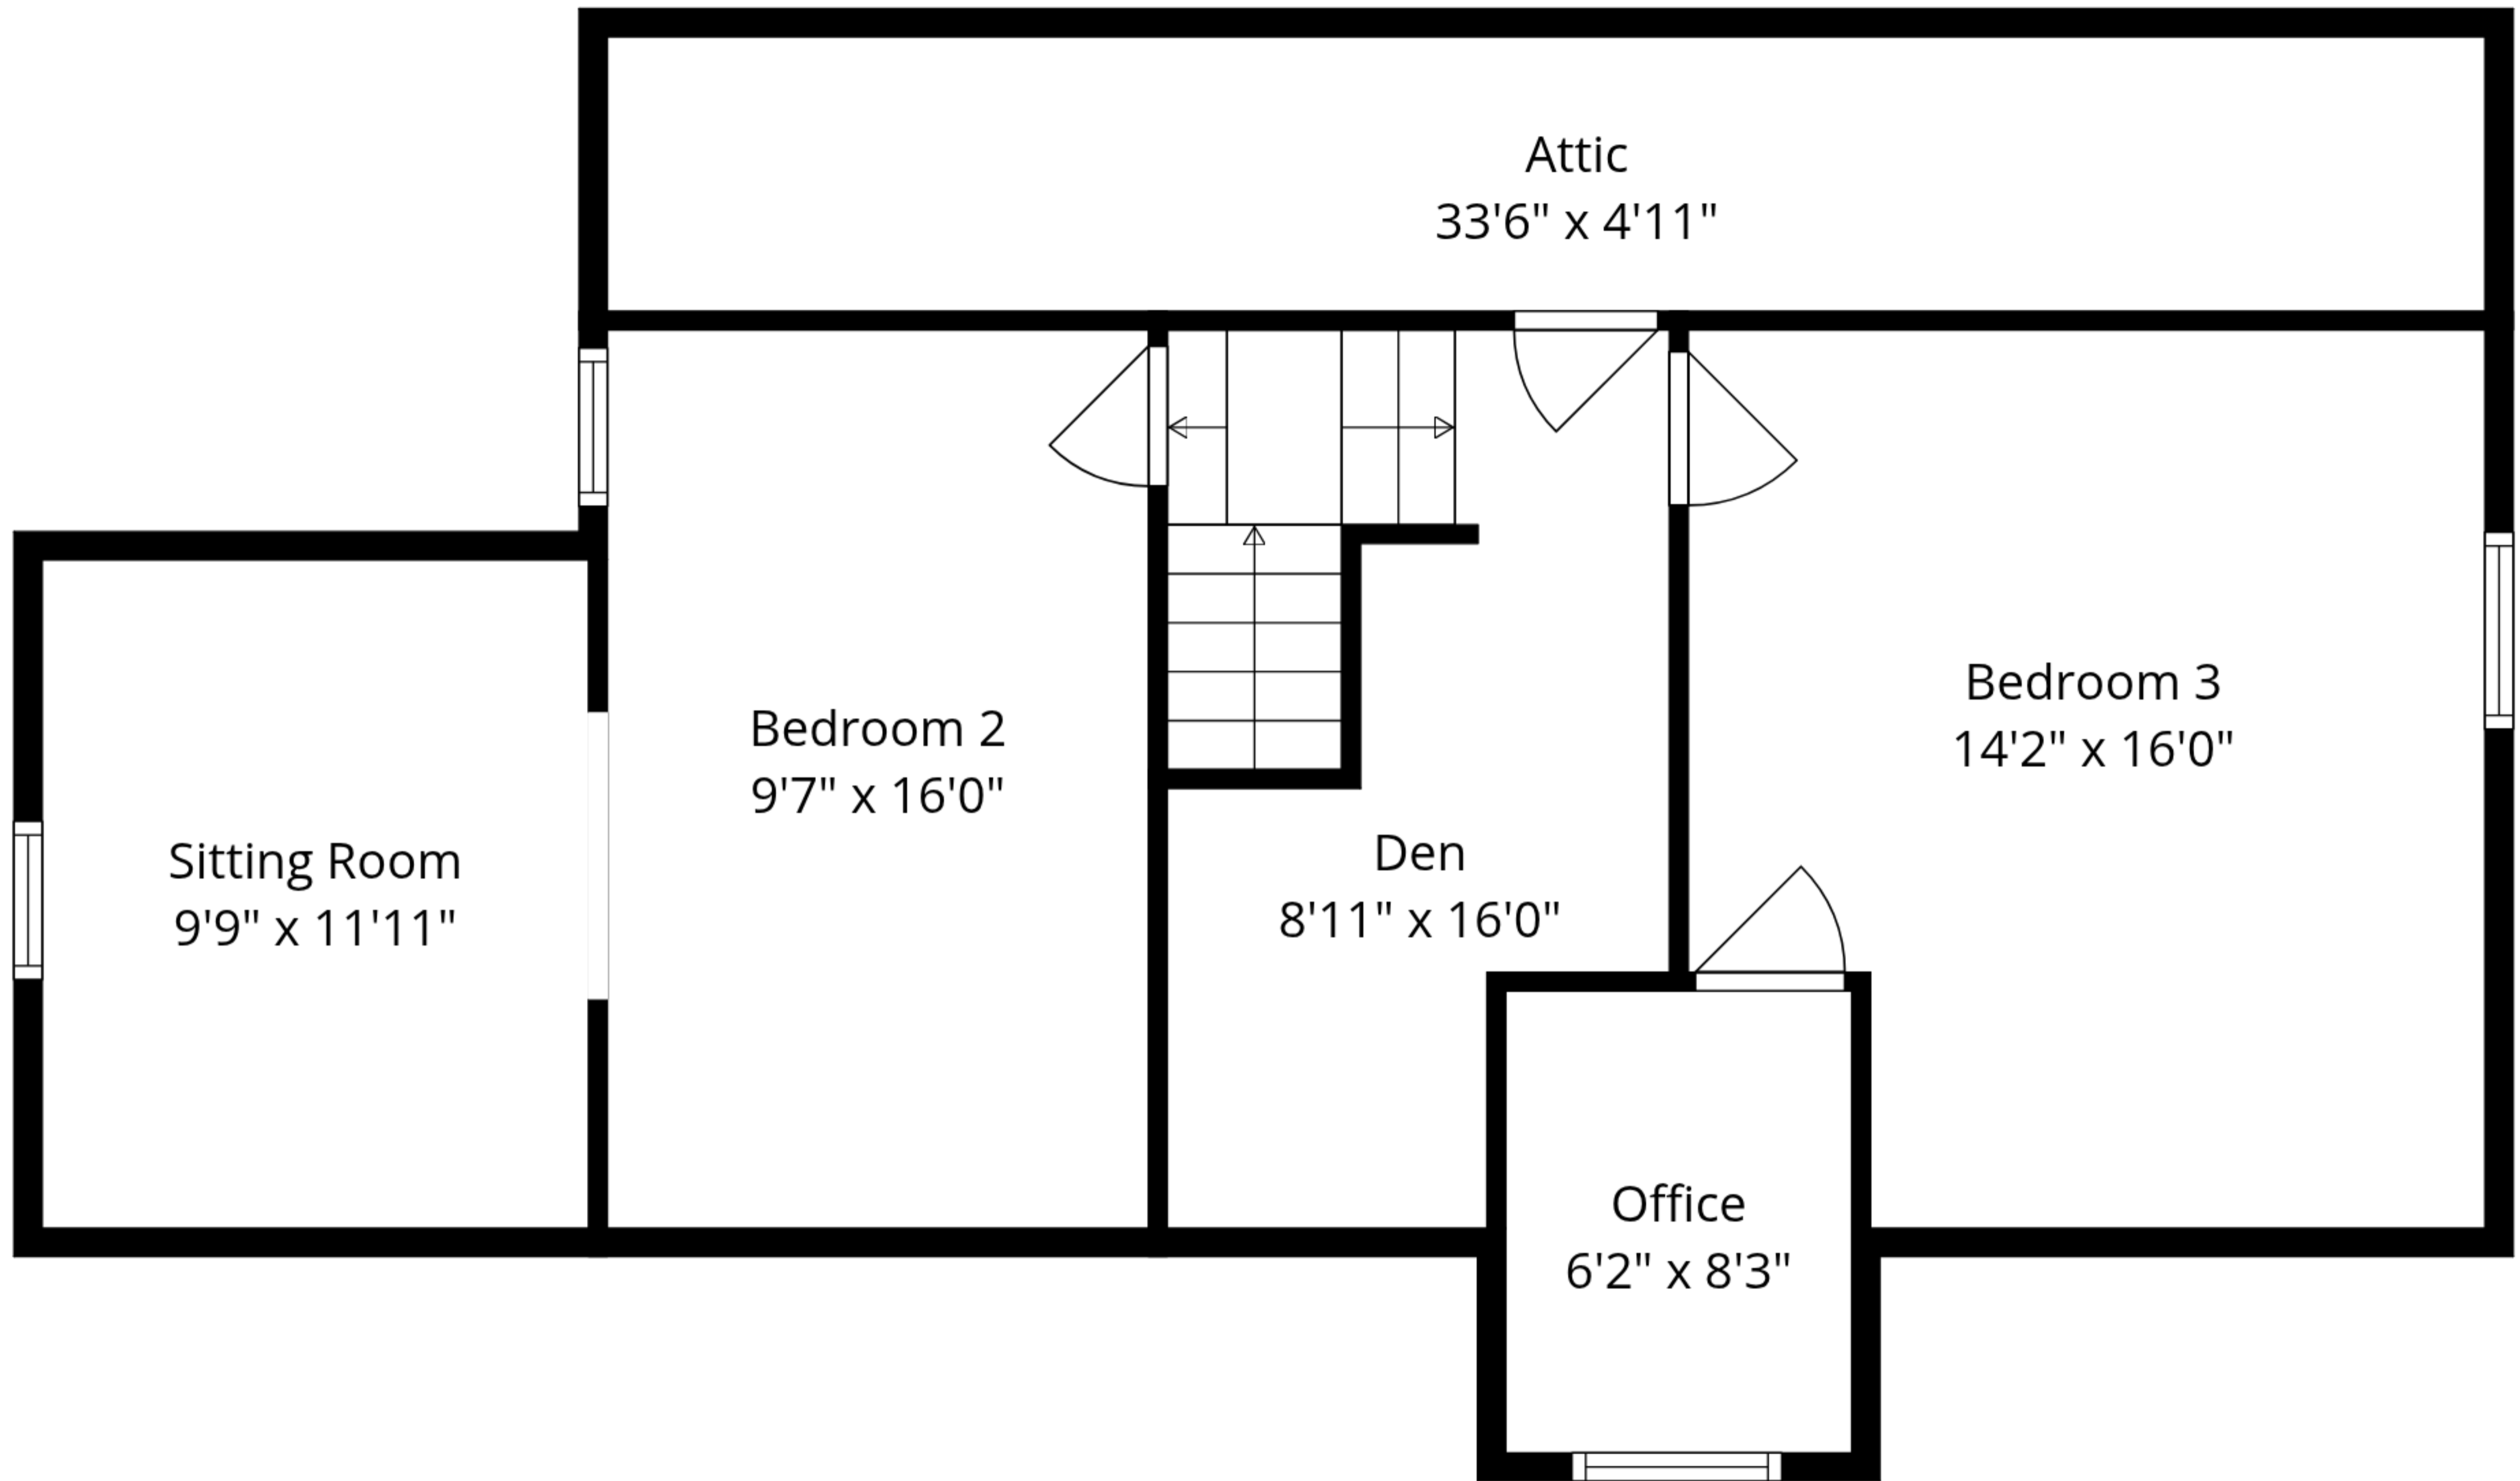 Attic
33'6" x 4'11"
Bedroom 3
14'2" x 16'0"
Bedroom 2
9'7" x 16'0"
Sitting Room
9'9" x 11'11"
Den
8'11" x 16'0"
Office
6'2" x 8'3"